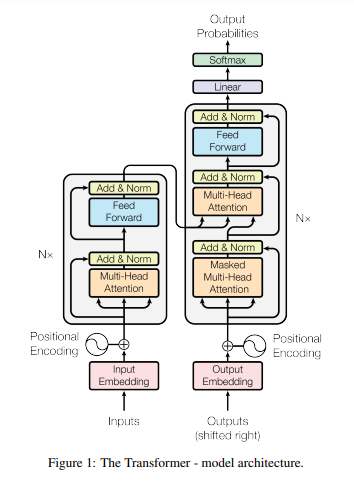 Output
Probabilities
Softmax
Linear
Add & Norm
Feed
Forward
Add & Norm
Multi-Head
Attention
Add & Norm
Masked
Multi-Head
Attention
Nx
Positional
Encoding
Output
Embedding
Outputs
(shifted right)
Add & Norm
Feed
Forward
Add & Norm
Multi-Head
Attention
Nx
Positional
Encoding
Input
Embedding
Inputs
Figure 1: The Transformer - model architecture.